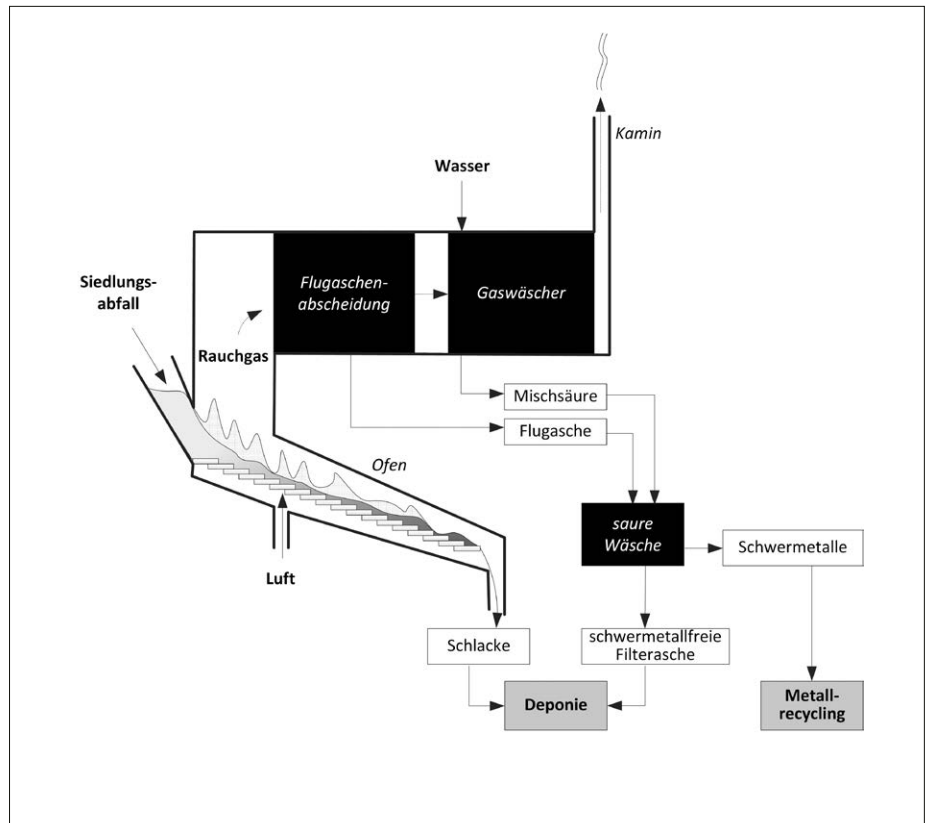 Kamin
Wasser
Siedlungs-
abfall
Flugaschen-
abscheidung
Gaswäscher
Rauchgas
Mischsäure
Flugasche
Ofen
saure
Wäsche
Schwermetalle
Luft
Schlacke
schwermetallfreie
Filterasche
Deponie
Metall-
recycling